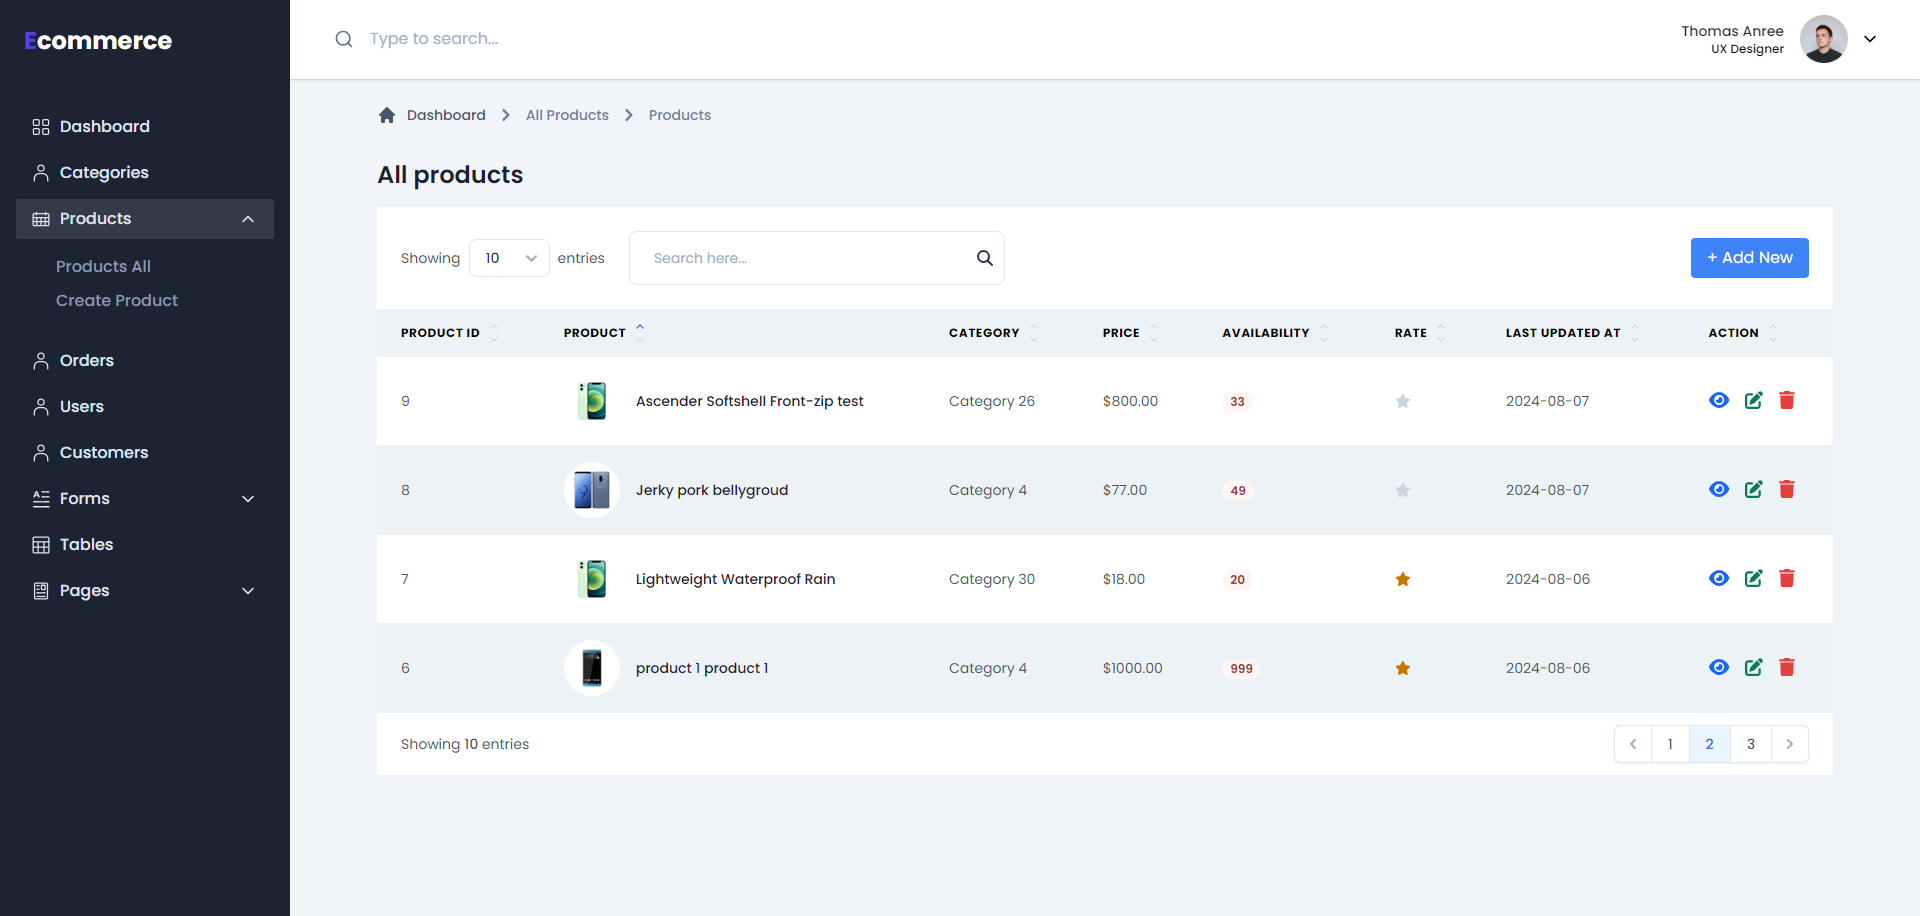 Ecommerce
Type to search...
Thomas Anree
UX Designer
Dashboard
Categories
Products
Products All
Create Product
Orders
Users
Customers
Forms
Tables
Pages
Dashboard All Products Products
All products
Showing 10 entries Search here... + Add New
PRODUCT ID PRODUCT CATEGORY PRICE AVAILABILITY RATE LAST UPDATED AT ACTION
9 Ascender Softshell Front-zip test Category 26 $800.00 33 2024-08-07
8 Jerky pork bellygroud Category 4 $77.00 49 2024-08-07
7 Lightweight Waterproof Rain Category 30 $18.00 20 2024-08-06
6 product 1 product 1 Category 4 $1000.00 999 2024-08-06
Showing 10 entries 1 2 3